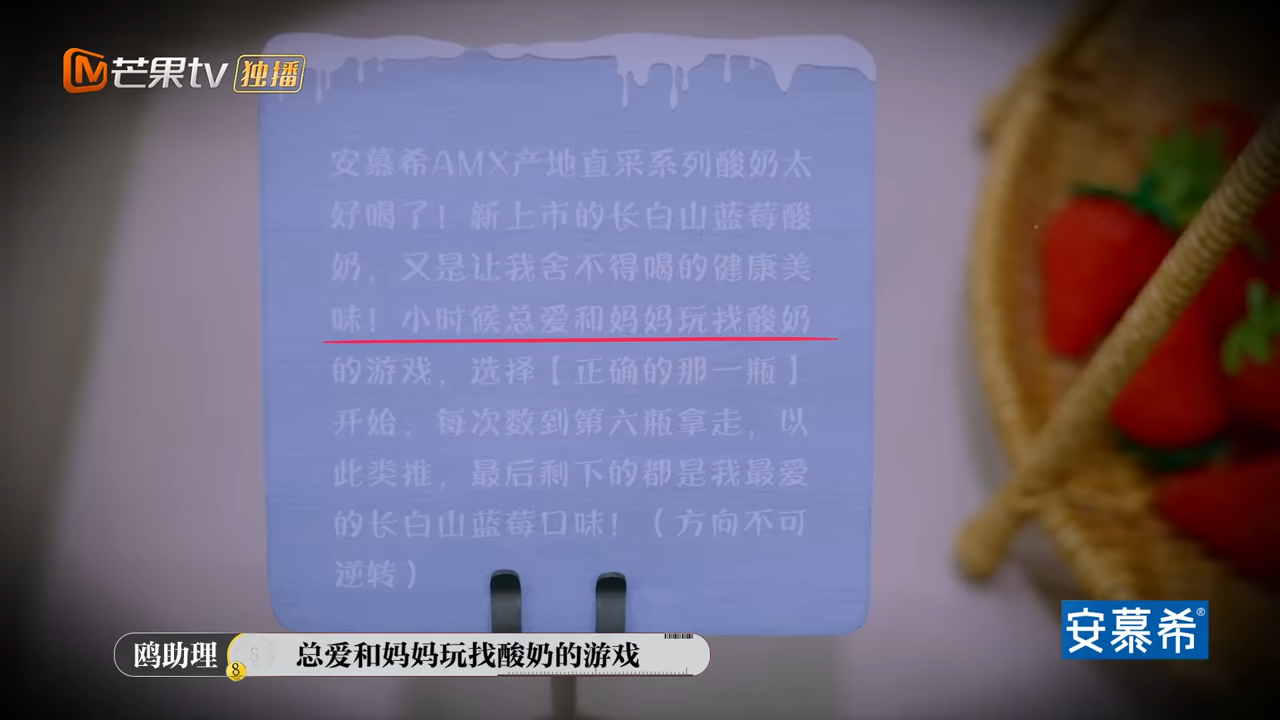 芒果tv 独播
安慕希AMX产地直采系列酸奶太
好喝了！新上市的长白山蓝莓酸
奶，又是让我舍不得喝的健康美
味！小时候总爱和妈妈玩找酸奶
的游戏，选择【正确的那一瓶】
开始，每次数到第六瓶拿走，以
此类推，最后剩下的都是我最爱
的长白山蓝莓口味！（方向不可
逆转）
安慕希®
鸥助理 8 总爱和妈妈玩找酸奶的游戏